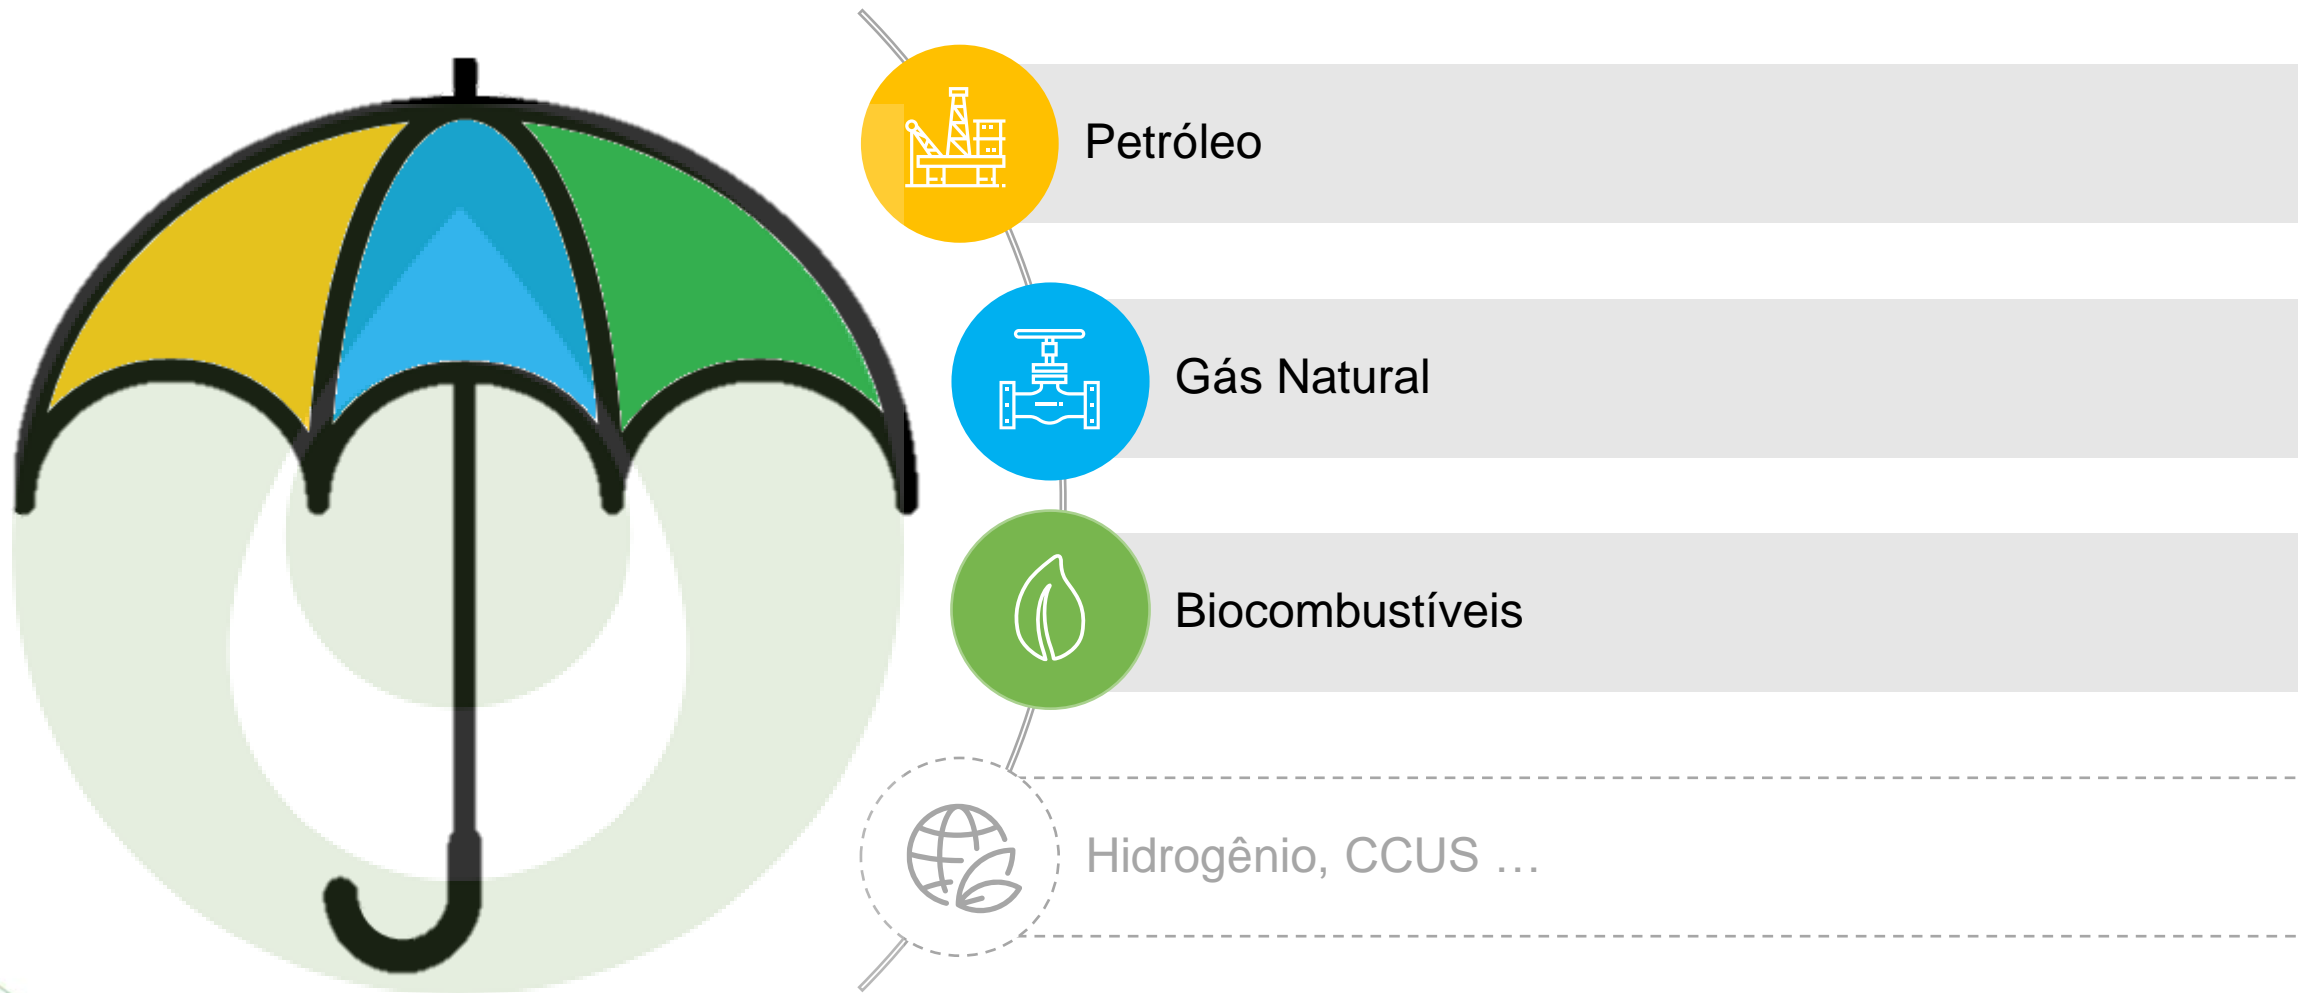 Petróleo
Gás Natural
Biocombustíveis
Hidrogênio, CCUS …